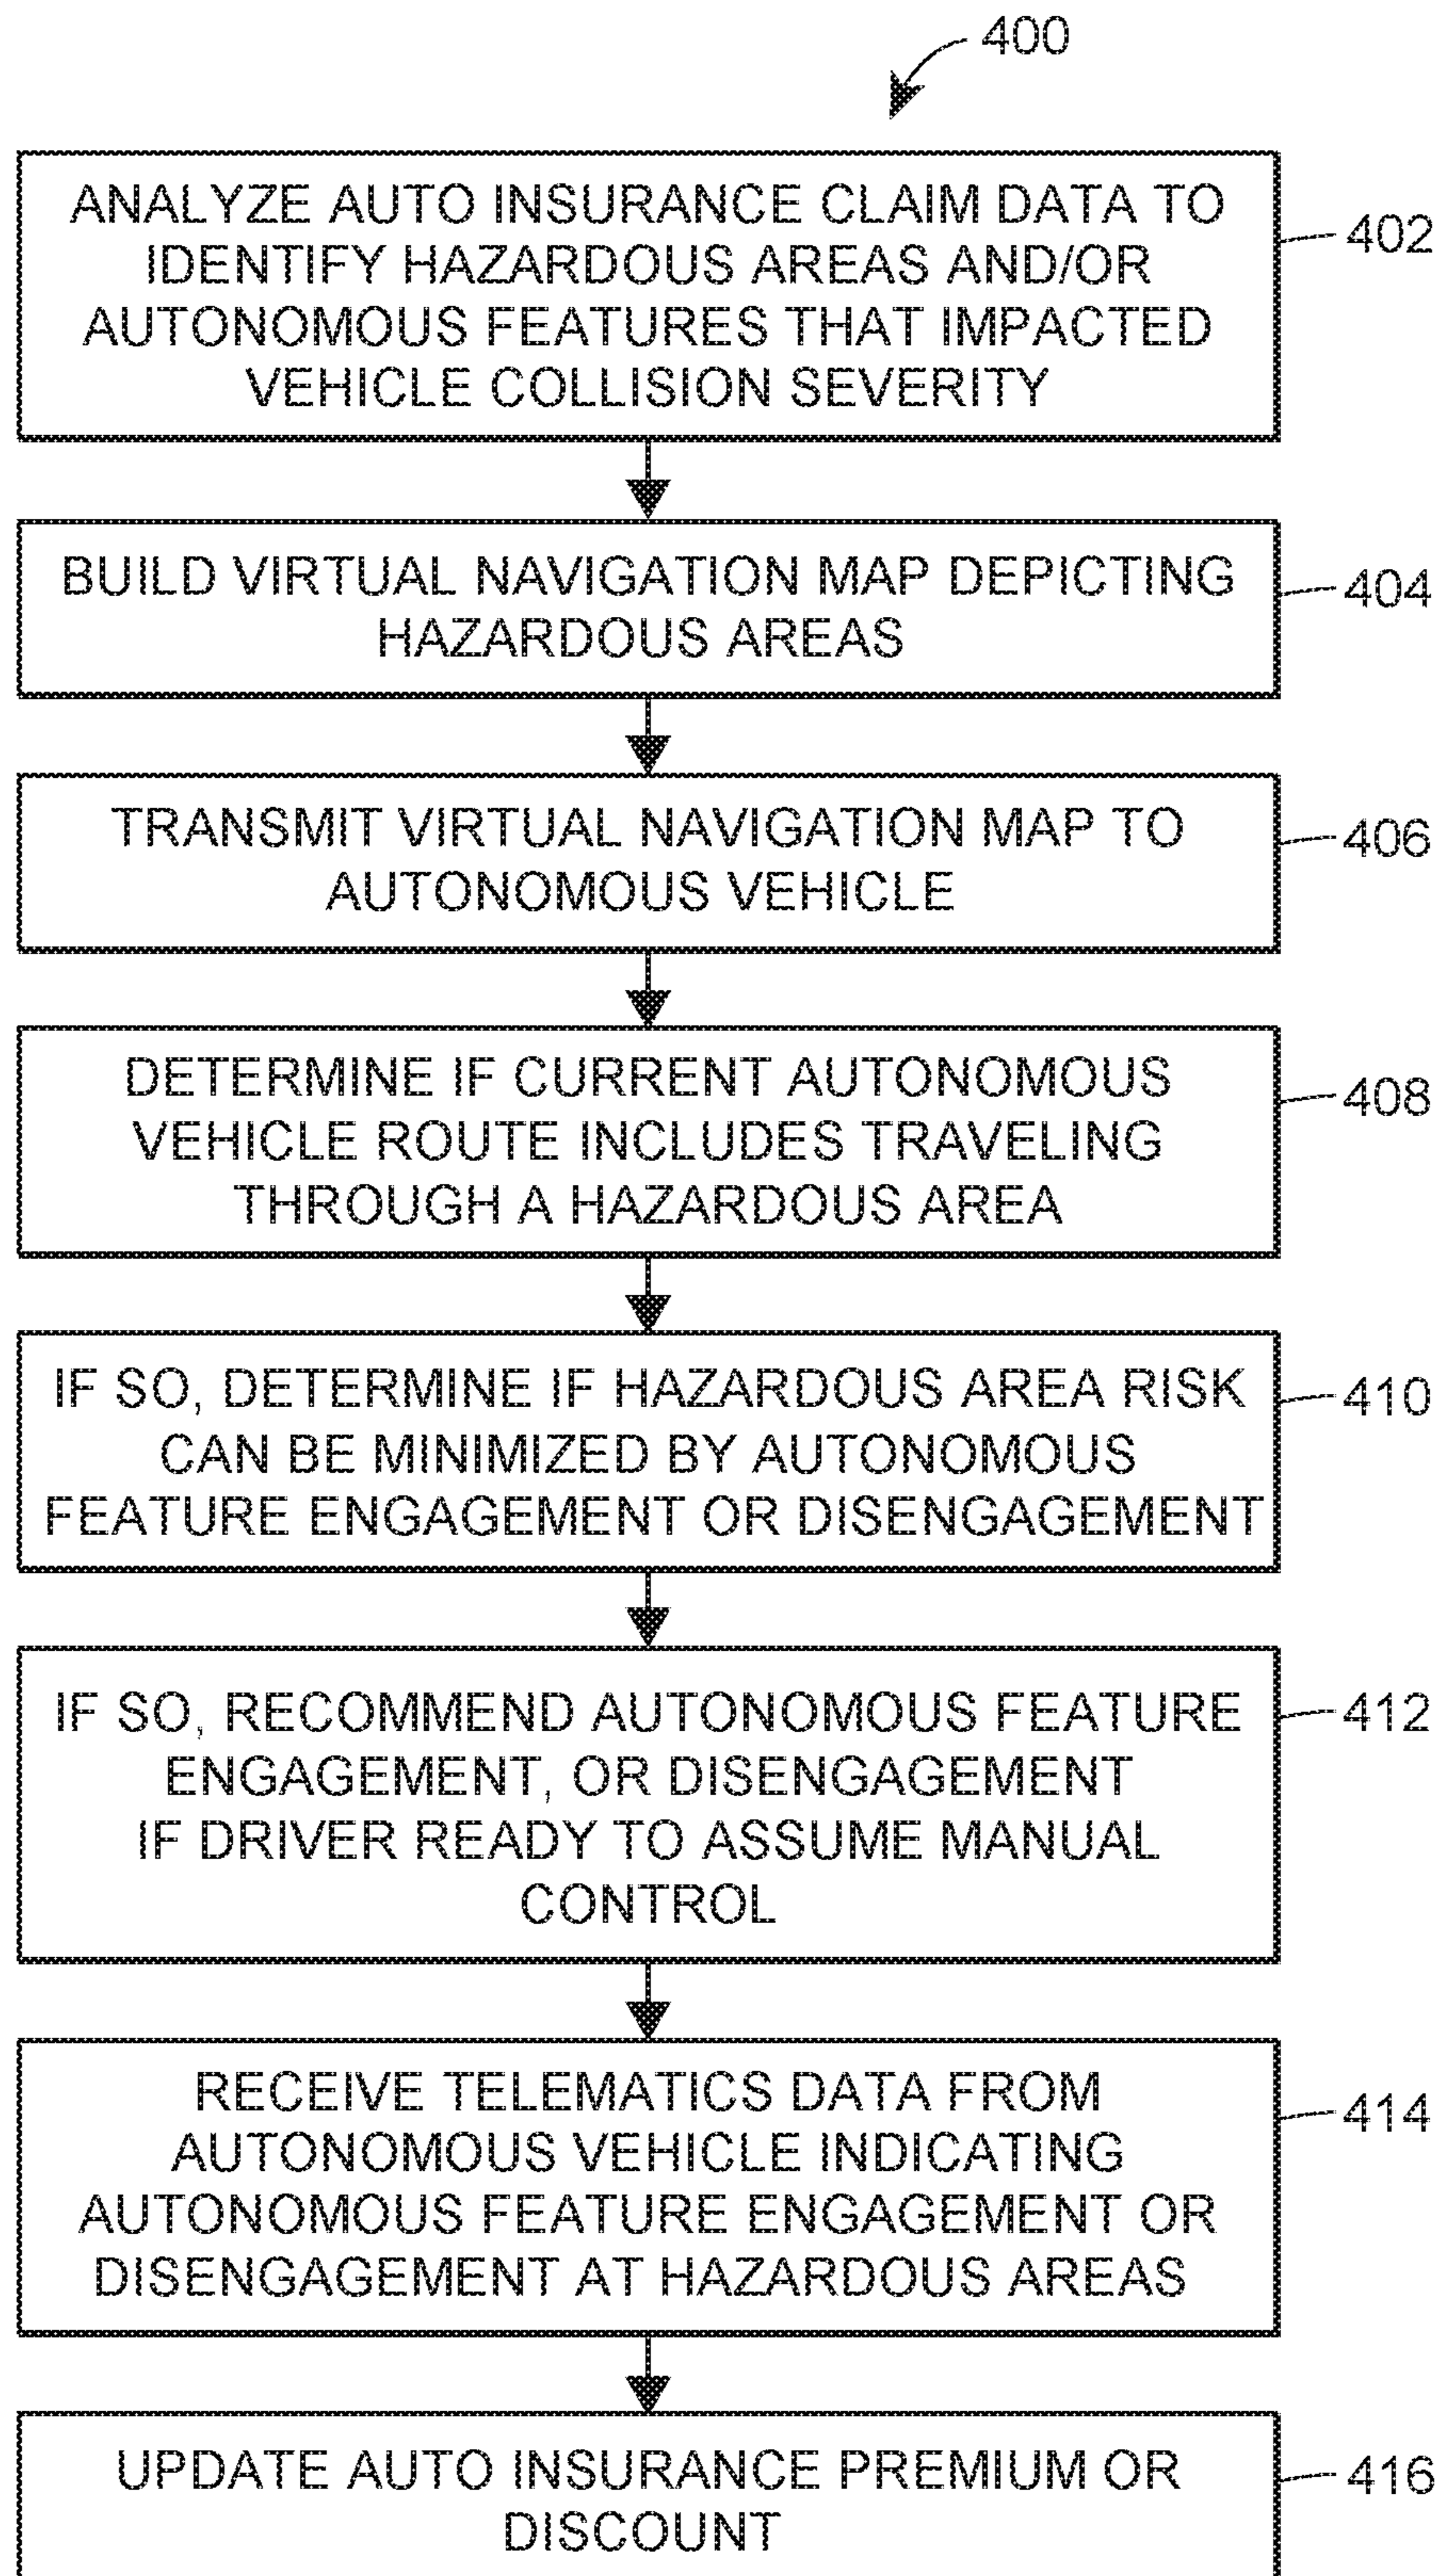 400
ANALYZE AUTO INSURANCE CLAIM DATA TO
IDENTIFY HAZARDOUS AREAS AND/OR
AUTONOMOUS FEATURES THAT IMPACTED
VEHICLE COLLISION SEVERITY
402
BUILD VIRTUAL NAVIGATION MAP DEPICTING
HAZARDOUS AREAS
404
TRANSMIT VIRTUAL NAVIGATION MAP TO
AUTONOMOUS VEHICLE
406
DETERMINE IF CURRENT AUTONOMOUS
VEHICLE ROUTE INCLUDES TRAVELING
THROUGH A HAZARDOUS AREA
408
IF SO, DETERMINE IF HAZARDOUS AREA RISK
CAN BE MINIMIZED BY AUTONOMOUS
FEATURE ENGAGEMENT OR DISENGAGEMENT
410
IF SO, RECOMMEND AUTONOMOUS FEATURE
ENGAGEMENT, OR DISENGAGEMENT
IF DRIVER READY TO ASSUME MANUAL
CONTROL
412
RECEIVE TELEMATICS DATA FROM
AUTONOMOUS VEHICLE INDICATING
AUTONOMOUS FEATURE ENGAGEMENT OR
DISENGAGEMENT AT HAZARDOUS AREAS
414
UPDATE AUTO INSURANCE PREMIUM OR
DISCOUNT
416